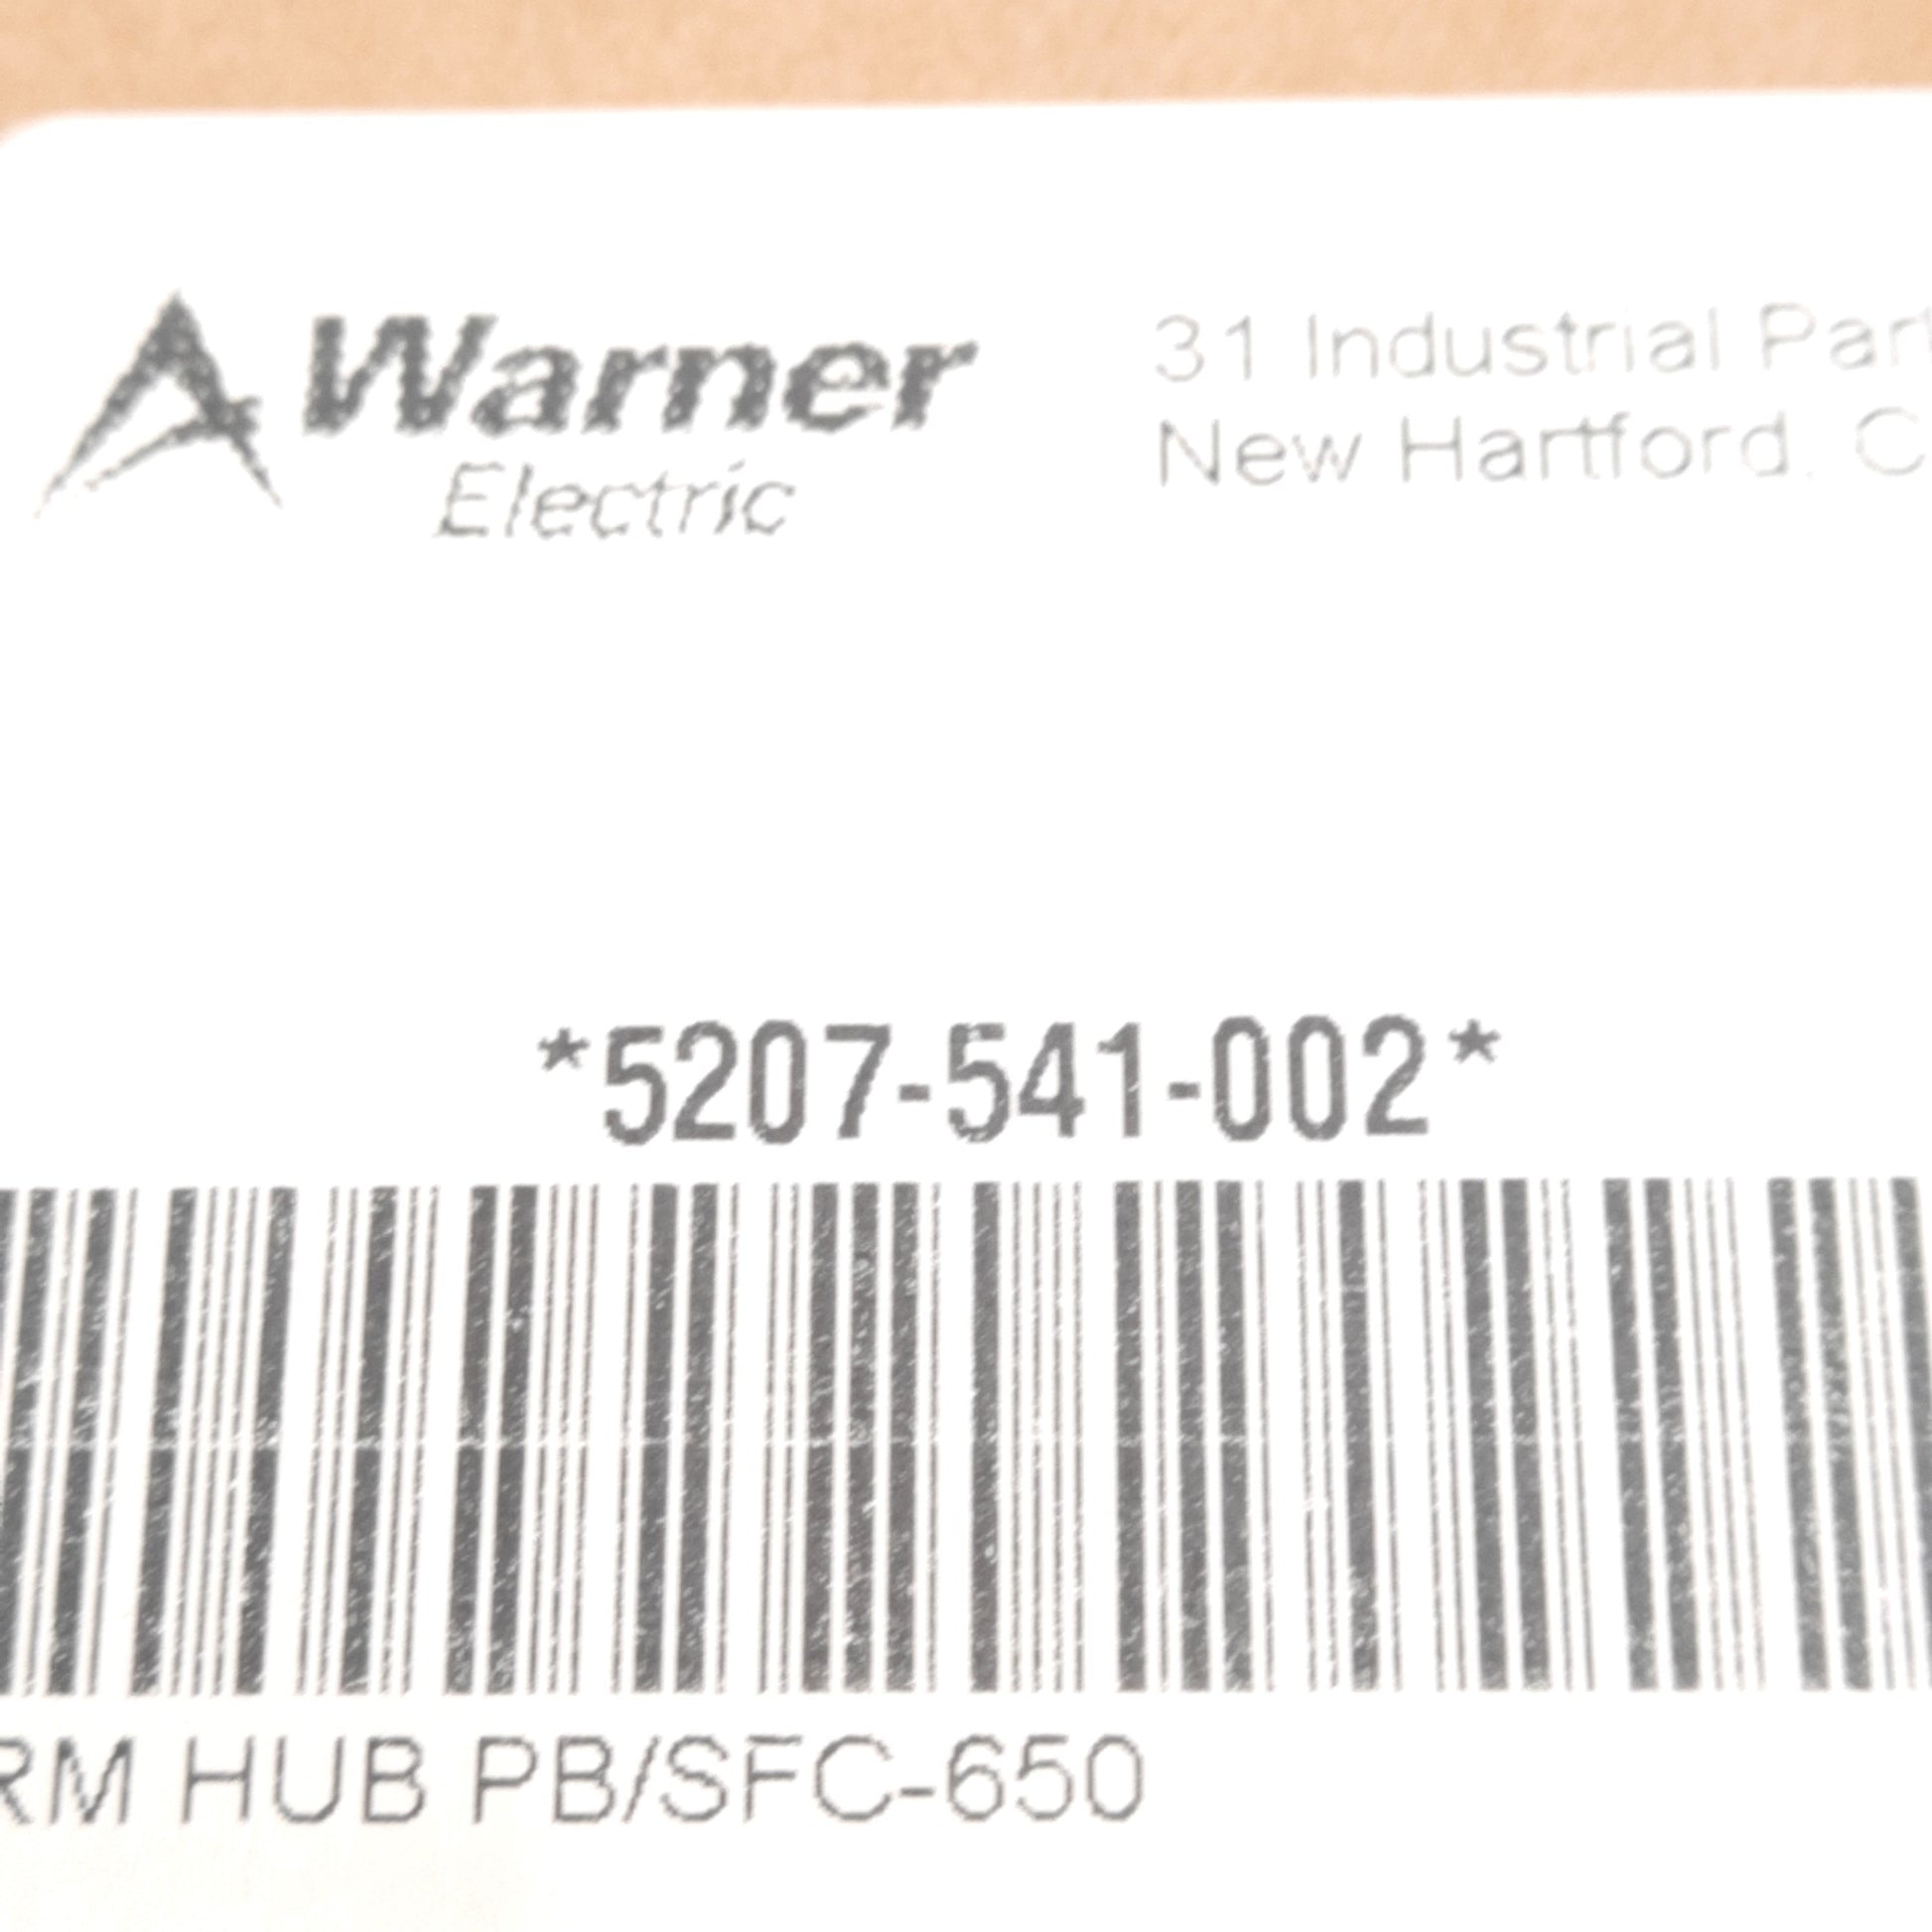 Warner
Electric
31 Industrial Par
New Hartford, C
*5207-541-002*
RM HUB PB/SFC-650